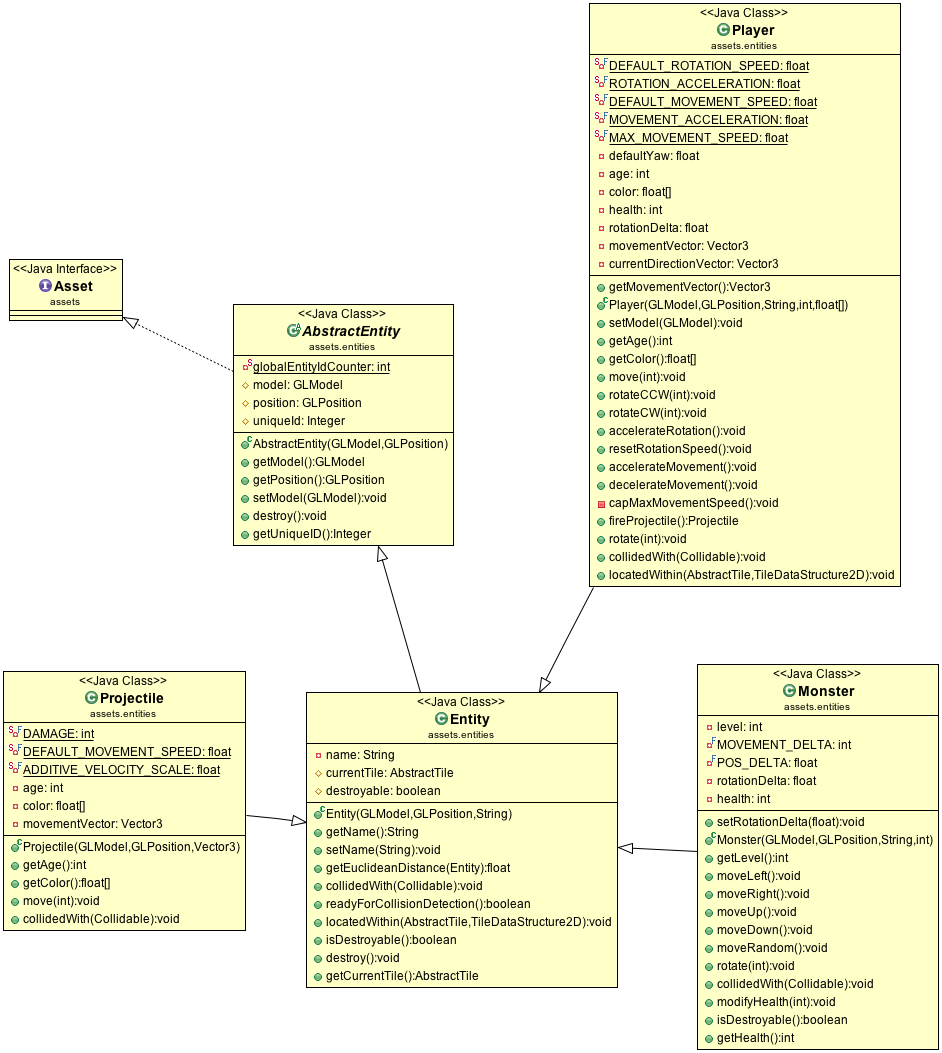 <<Java Class>>
Player
assets.entities
DEFAULT_ROTATION_SPEED: float
ROTATION_ACCELERATION: float
DEFAULT_MOVEMENT_SPEED: float
MOVEMENT_ACCELERATION: float
MAX_MOVEMENT_SPEED: float
defaultYaw: float
age: int
color: float[]
health: int
rotationDelta: float
movementVector: Vector3
currentDirectionVector: Vector3
getMovementVector():Vector3
Player(GLModel,GLPosition,String,int,float[])
setModel(GLModel):void
getAge():int
getColor():float[]
move(int):void
rotateCCW(int):void
rotateCW(int):void
accelerateRotation():void
resetRotationSpeed():void
accelerateMovement():void
decelerateMovement():void
capMaxMovementSpeed():void
fireProjectile():Projectile
rotate(int):void
collidedWith(Collidable):void
locatedWithin(AbstractTile,TileDataStructure2D):void
<<Java Interface>>
Asset
assets
<<Java Class>>
AbstractEntity
assets.entities
globalEntityIdCounter: int
model: GLModel
position: GLPosition
uniqueId: Integer
AbstractEntity(GLModel,GLPosition)
getModel():GLModel
getPosition():GLPosition
setModel(GLModel):void
destroy():void
getUniqueID():Integer
<<Java Class>>
Projectile
assets.entities
DAMAGE: int
DEFAULT_MOVEMENT_SPEED: float
ADDITIVE_VELOCITY_SCALE: float
age: int
color: float[]
movementVector: Vector3
Projectile(GLModel,GLPosition,Vector3)
getAge():int
getColor():float[]
move(int):void
collidedWith(Collidable):void
<<Java Class>>
Entity
assets.entities
name: String
currentTile: AbstractTile
destroyable: boolean
Entity(GLModel,GLPosition,String)
getName():String
setName(String):void
getEuclideanDistance(Entity):float
collidedWith(Collidable):void
readyForCollisionDetection():boolean
locatedWithin(AbstractTile,TileDataStructure2D):void
isDestroyable():boolean
destroy():void
getCurrentTile():AbstractTile
<<Java Class>>
Monster
assets.entities
level: int
MOVEMENT_DELTA: int
POS_DELTA: float
rotationDelta: float
health: int
setRotationDelta(float):void
Monster(GLModel,GLPosition,String,int)
getLevel():int
moveLeft():void
moveRight():void
moveUp():void
moveDown():void
moveRandom():void
rotate(int):void
collidedWith(Collidable):void
modifyHealth(int):void
isDestroyable():boolean
getHealth():int